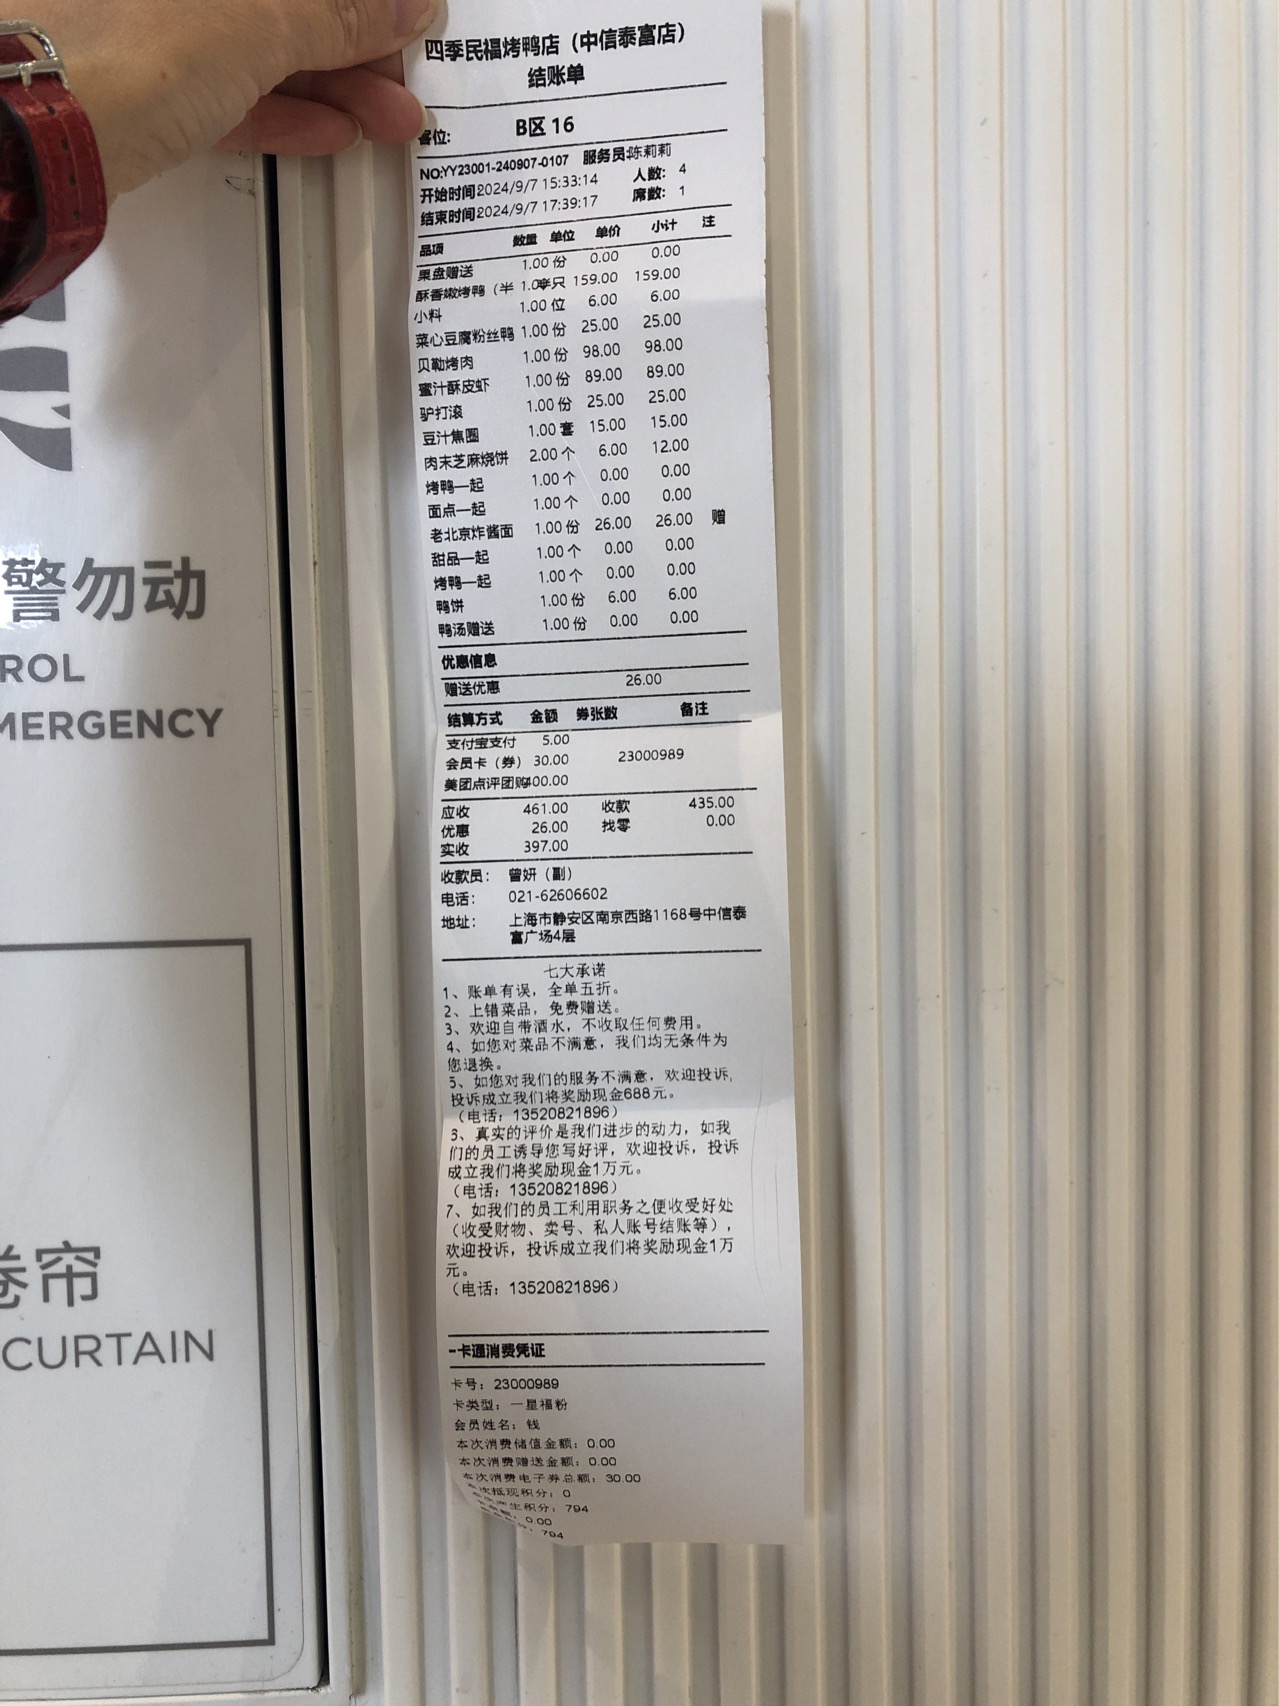 四季民福烤鸭店（中信泰富店）
结账单
客位: B区 16
NO:YY23001-240907-0107 服务员:陈莉莉
开始时间2024/9/7 15:33:14 人数: 4
结束时间2024/9/7 17:39:17 席数: 1
品项 数量 单位 单价 小计 注
果盘赠送 1.00 份 0.00 0.00
酥香嫩烤鸭（半 1.0 半只 159.00 159.00
小料 1.00 位 6.00 6.00
菜心豆腐粉丝鸭 1.00 份 25.00 25.00
贝勒烤肉 1.00 份 98.00 98.00
蜜汁酥皮虾 1.00 份 89.00 89.00
驴打滚 1.00 份 25.00 25.00
豆汁焦圈 1.00 套 15.00 15.00
肉末芝麻烧饼 2.00 个 6.00 12.00
烤鸭—起 1.00 个 0.00 0.00
面点—起 1.00 个 0.00 0.00
老北京炸酱面 1.00 份 26.00 26.00 赠
甜品—起 1.00 个 0.00 0.00
烤鸭—起 1.00 个 0.00 0.00
鸭饼 1.00 份 6.00 6.00
鸭汤赠送 1.00 份 0.00 0.00
优惠信息
赠送优惠 26.00
结算方式 金额 券张数 备注
支付宝支付 5.00
会员卡（券） 30.00 23000989
美团点评团购400.00
应收 461.00 收款 435.00
优惠 26.00 找零 0.00
实收 397.00
收款员: 曾妍（副）
电话: 021-62606602
地址: 上海市静安区南京西路1168号中信泰
富广场4层
七大承诺
1、账单有误，全单五折。
2、上错菜品，免费赠送。
3、欢迎自带酒水，不收取任何费用。
4、如您对菜品不满意，我们均无条件为
您退换。
5、如您对我们的服务不满意，欢迎投诉,
投诉成立我们将奖励现金688元。
（电话: 13520821896）
3、真实的评价是我们进步的动力，如我
们的员工诱导您写好评，欢迎投诉，投诉
成立我们将奖励现金1万元。
（电话: 13520821896）
7、如我们的员工利用职务之便收受好处
（收受财物、卖号、私人账号结账等），
欢迎投诉，投诉成立我们将奖励现金1万
元。
（电话: 13520821896）
一卡通消费凭证
卡号: 23000989
卡类型: 一星福粉
会员姓名: 钱
本次消费储值金额: 0.00
本次消费赠送金额: 0.00
本次消费电子券总额: 30.00
次抵现积分: 0
产生积分: 794
0.00
794
警勿动
ROL
MERGENCY
卷帘
CURTAIN